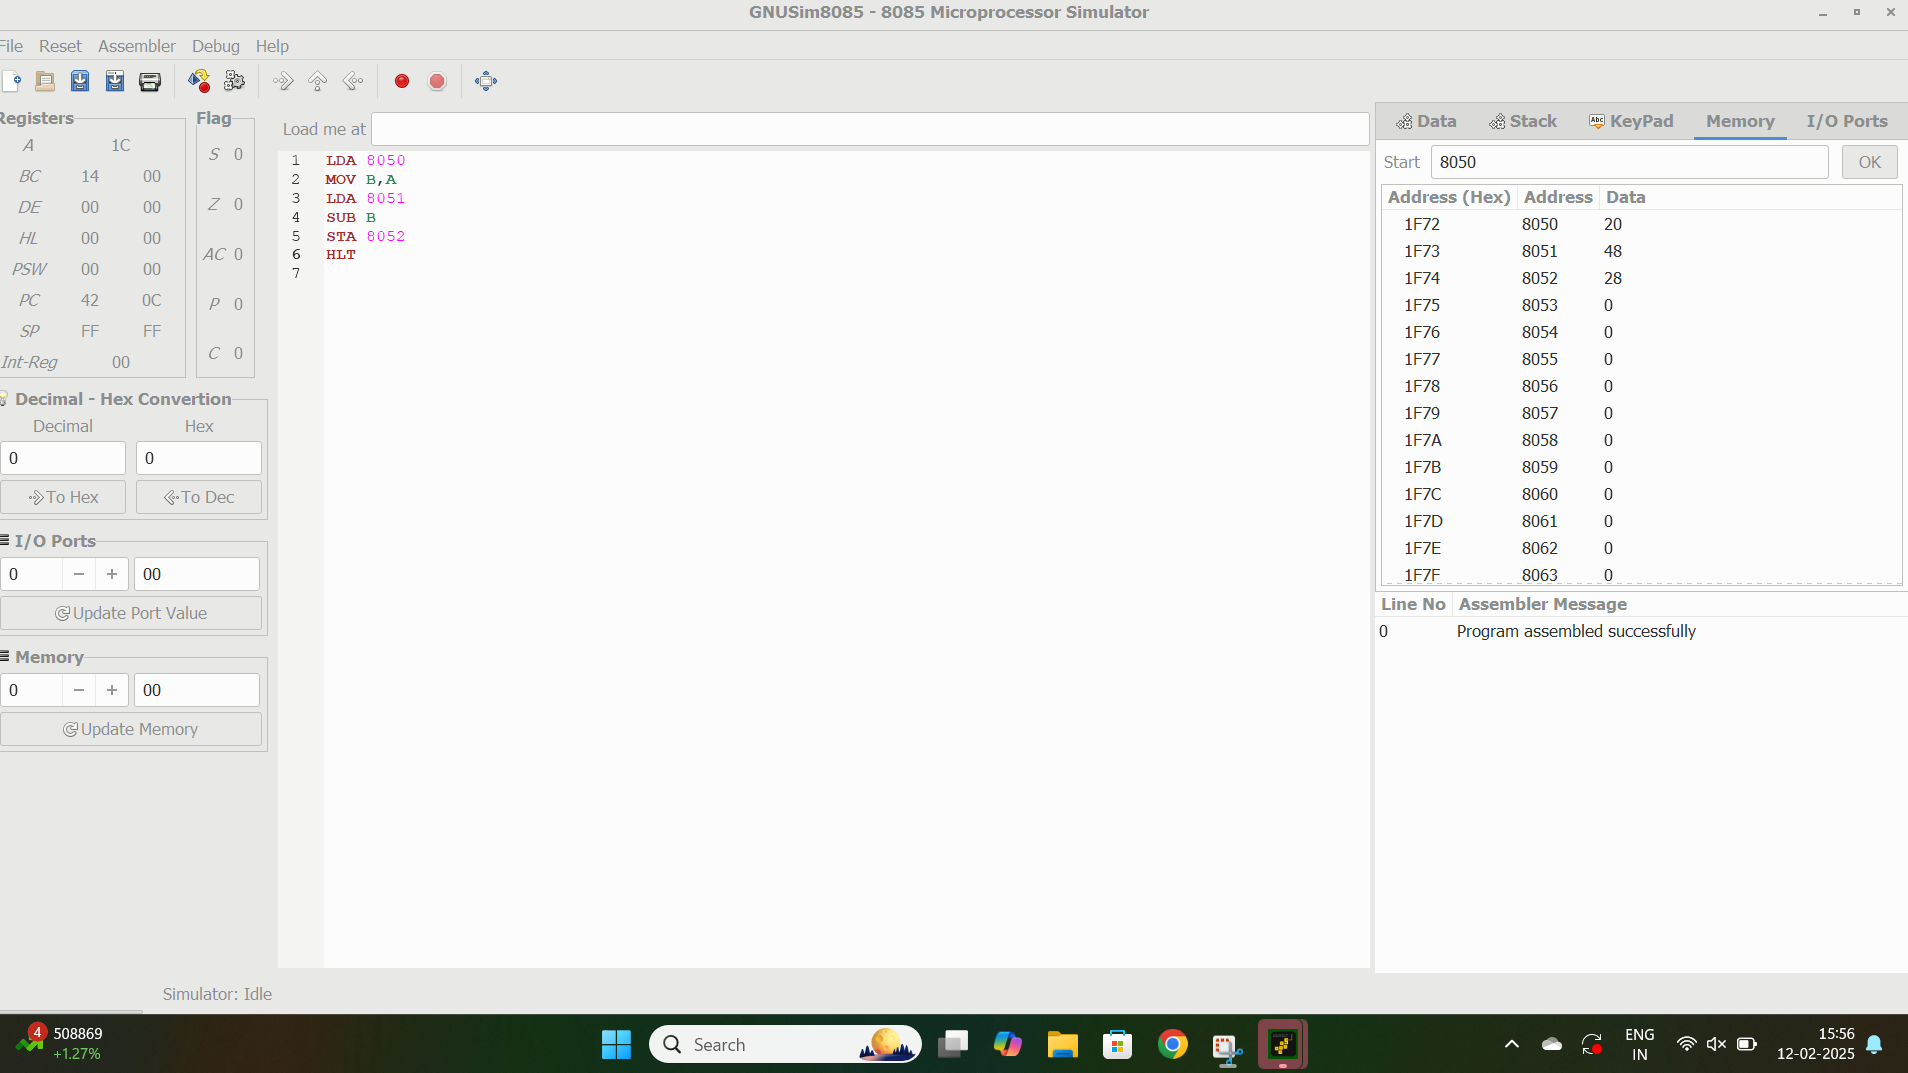 GNUSim8085 - 8085 Microprocessor Simulator
File Reset Assembler Debug Help
Registers
A 1C
BC 14 00
DE 00 00
HL 00 00
PSW 00 00
PC 42 0C
SP FF FF
Int-Reg 00
Flag
S 0
Z 0
AC 0
P 0
C 0
Decimal - Hex Convertion
Decimal Hex
0 0
To Hex To Dec
I/O Ports
0 − + 00
Update Port Value
Memory
0 − + 00
Update Memory
Load me at
1 LDA 8050
2 MOV B,A
3 LDA 8051
4 SUB B
5 STA 8052
6 HLT
7
Data Stack Abc KeyPad Memory I/O Ports
Start 8050 OK
Address (Hex) Address Data
1F72 8050 20
1F73 8051 48
1F74 8052 28
1F75 8053 0
1F76 8054 0
1F77 8055 0
1F78 8056 0
1F79 8057 0
1F7A 8058 0
1F7B 8059 0
1F7C 8060 0
1F7D 8061 0
1F7E 8062 0
1F7F 8063 0
Line No Assembler Message
0 Program assembled successfully
Simulator: Idle
4 508869
+1.27%
Search
ENG
IN
15:56
12-02-2025